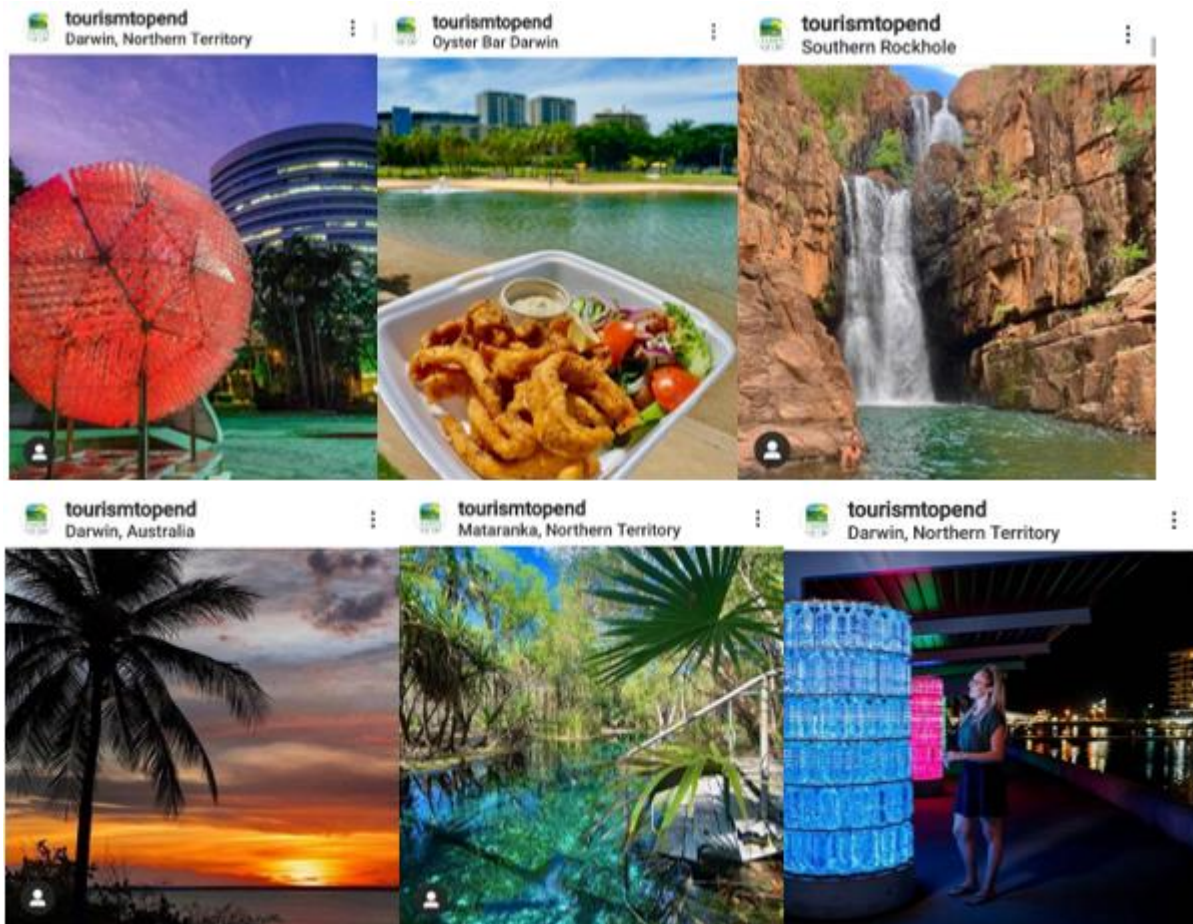 tourismtopend
Darwin, Northern Territory
tourismtopend
Oyster Bar Darwin
tourismtopend
Southern Rockhole
tourismtopend
Darwin, Australia
tourismtopend
Mataranka, Northern Territory
tourismtopend
Darwin, Northern Territory